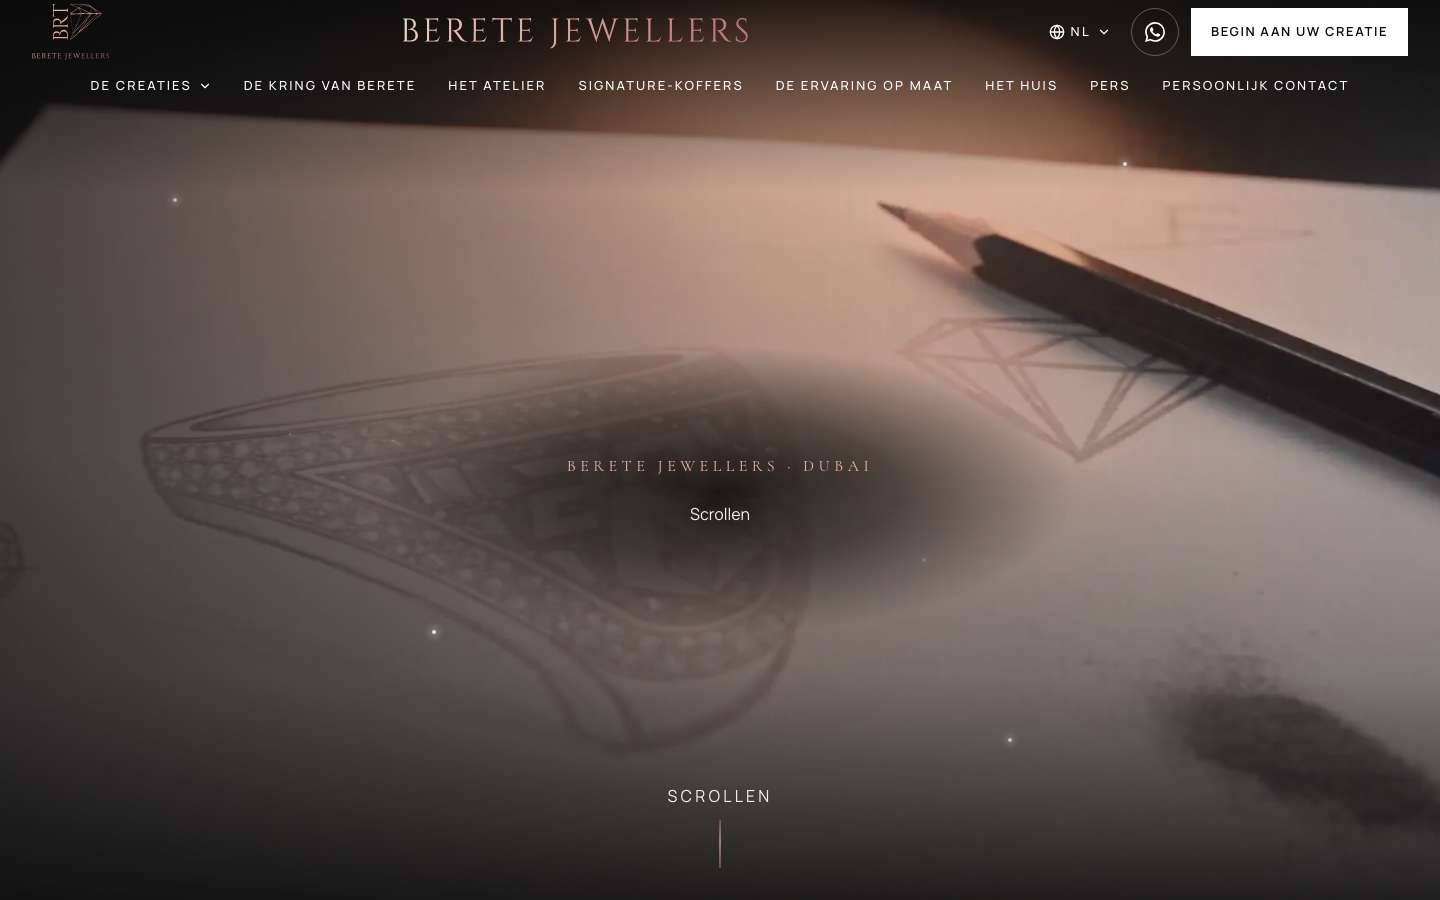 BRT
BERETE JEWELLERS
BERETE JEWELLERS
NL
BEGIN AAN UW CREATIE
DE CREATIES
DE KRING VAN BERETE
HET ATELIER
SIGNATURE-KOFFERS
DE ERVARING OP MAAT
HET HUIS
PERS
PERSOONLIJK CONTACT
BERETE JEWELLERS · DUBAI
Scrollen
SCROLLEN